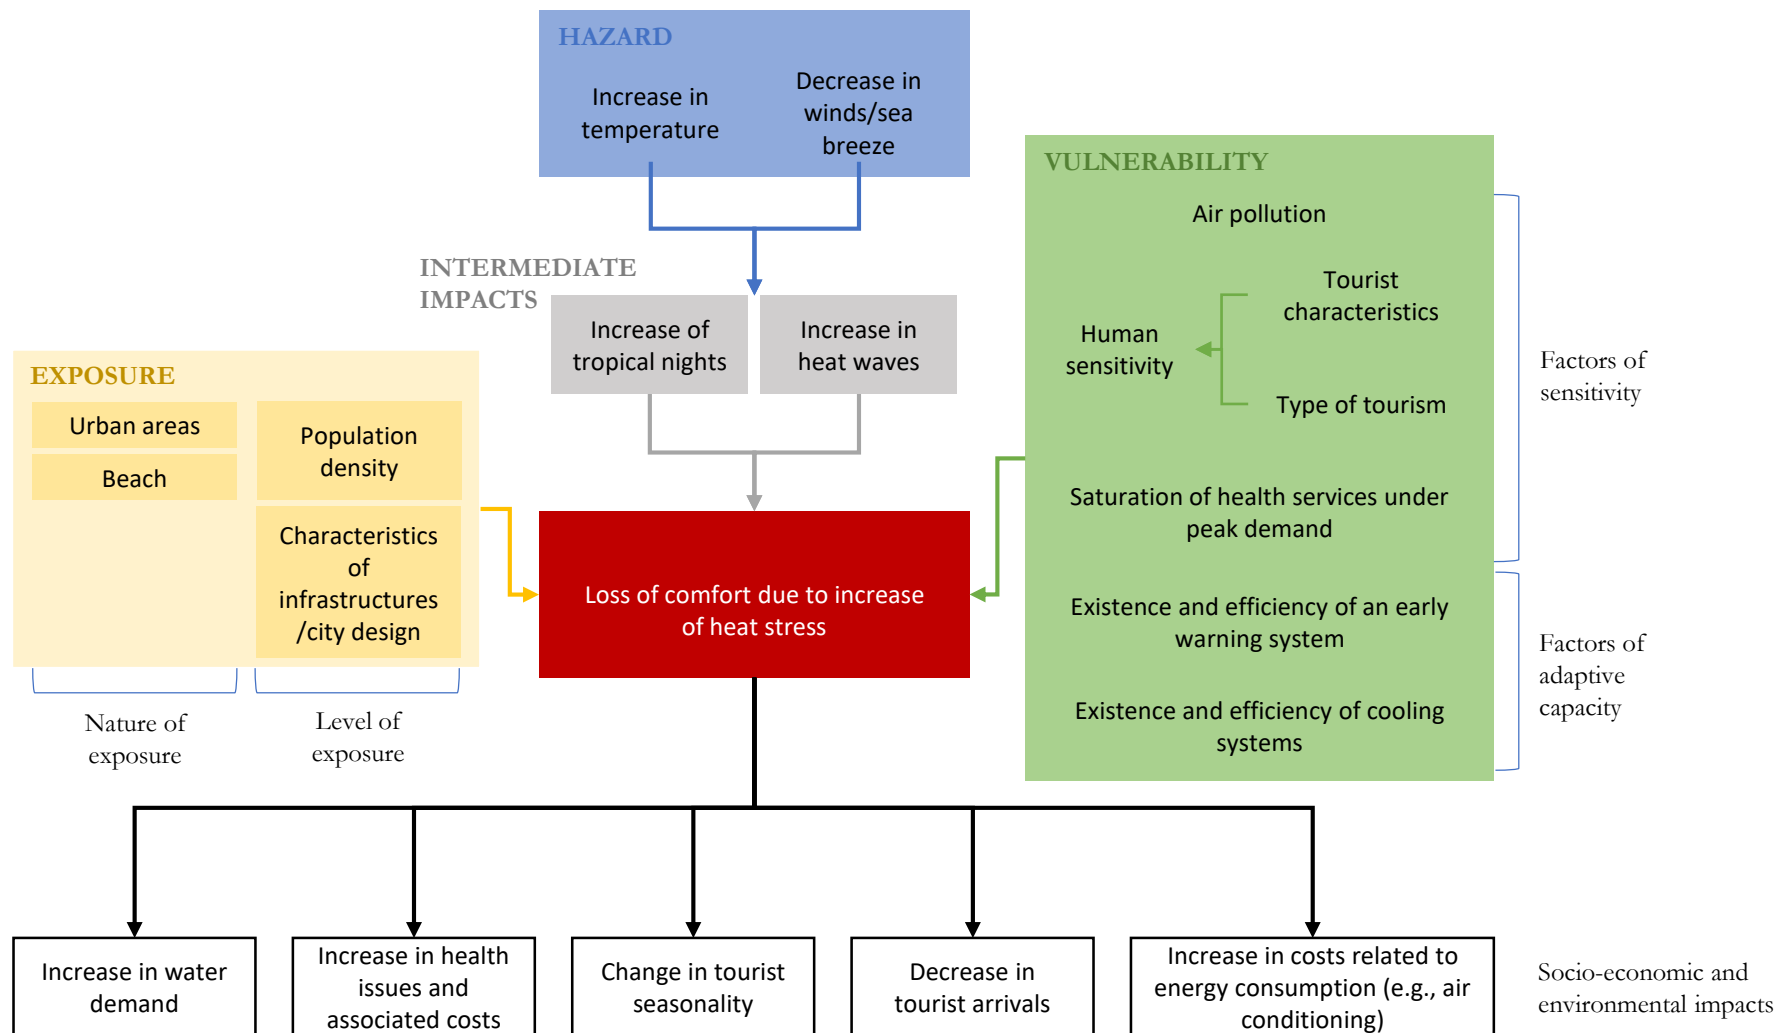 HAZARD
Increase in
temperature
Decrease in
winds/sea
breeze
INTERMEDIATE
IMPACTS
Increase of
tropical nights
Increase in
heat waves
EXPOSURE
Urban areas
Beach
Population
density
Characteristics
of
infrastructures
/city design
Nature of
exposure
Level of
exposure
Loss of comfort due to increase
of heat stress
VULNERABILITY
Air pollution
Human
sensitivity
Tourist
characteristics
Type of tourism
Saturation of health services under
peak demand
Existence and efficiency of an early
warning system
Existence and efficiency of cooling
systems
Factors of
sensitivity
Factors of
adaptive
capacity
Increase in water
demand
Increase in health
issues and
associated costs
Change in tourist
seasonality
Decrease in
tourist arrivals
Increase in costs related to
energy consumption (e.g., air
conditioning)
Socio-economic and
environmental impacts